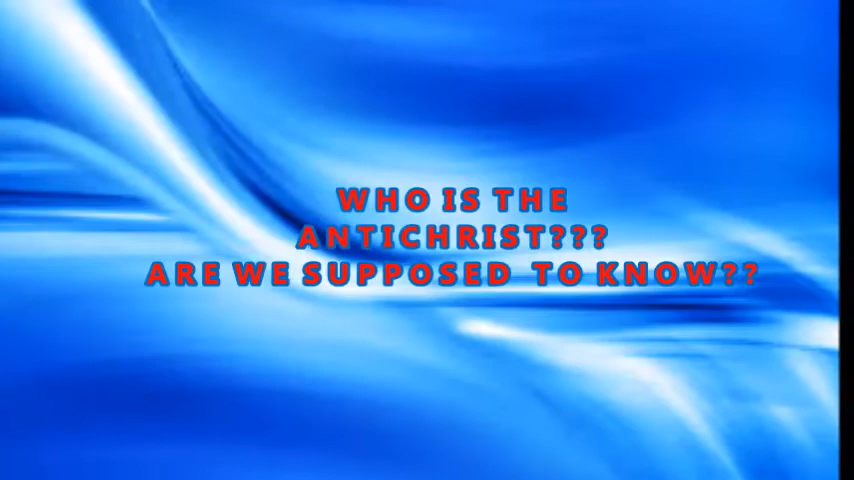 WHO IS THE
ANTICHRIST???
ARE WE SUPPOSED TO KNOW??